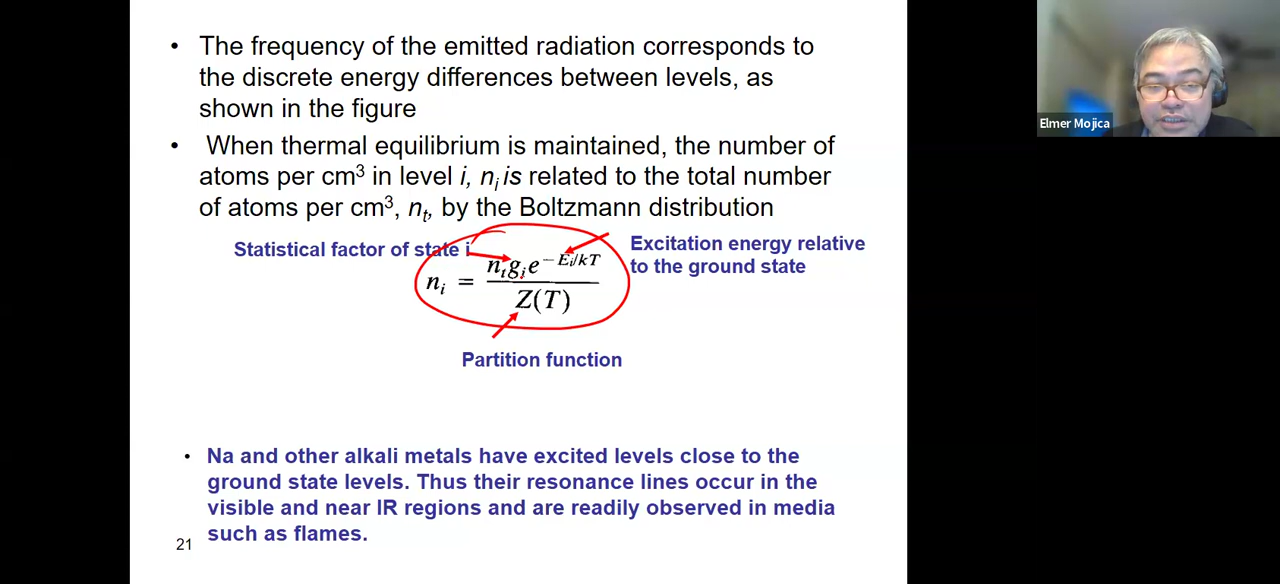 • The frequency of the emitted radiation corresponds to
the discrete energy differences between levels, as
shown in the figure
• When thermal equilibrium is maintained, the number of
atoms per cm³ in level i, nᵢ is related to the total number
of atoms per cm³, nₜ, by the Boltzmann distribution
Statistical factor of state i
Excitation energy relative
to the ground state
nᵢ = nₜgᵢe^(−Eᵢ/kT) / Z(T)
Partition function
• Na and other alkali metals have excited levels close to the
ground state levels. Thus their resonance lines occur in the
visible and near IR regions and are readily observed in media
such as flames.
21
Elmer Mojica